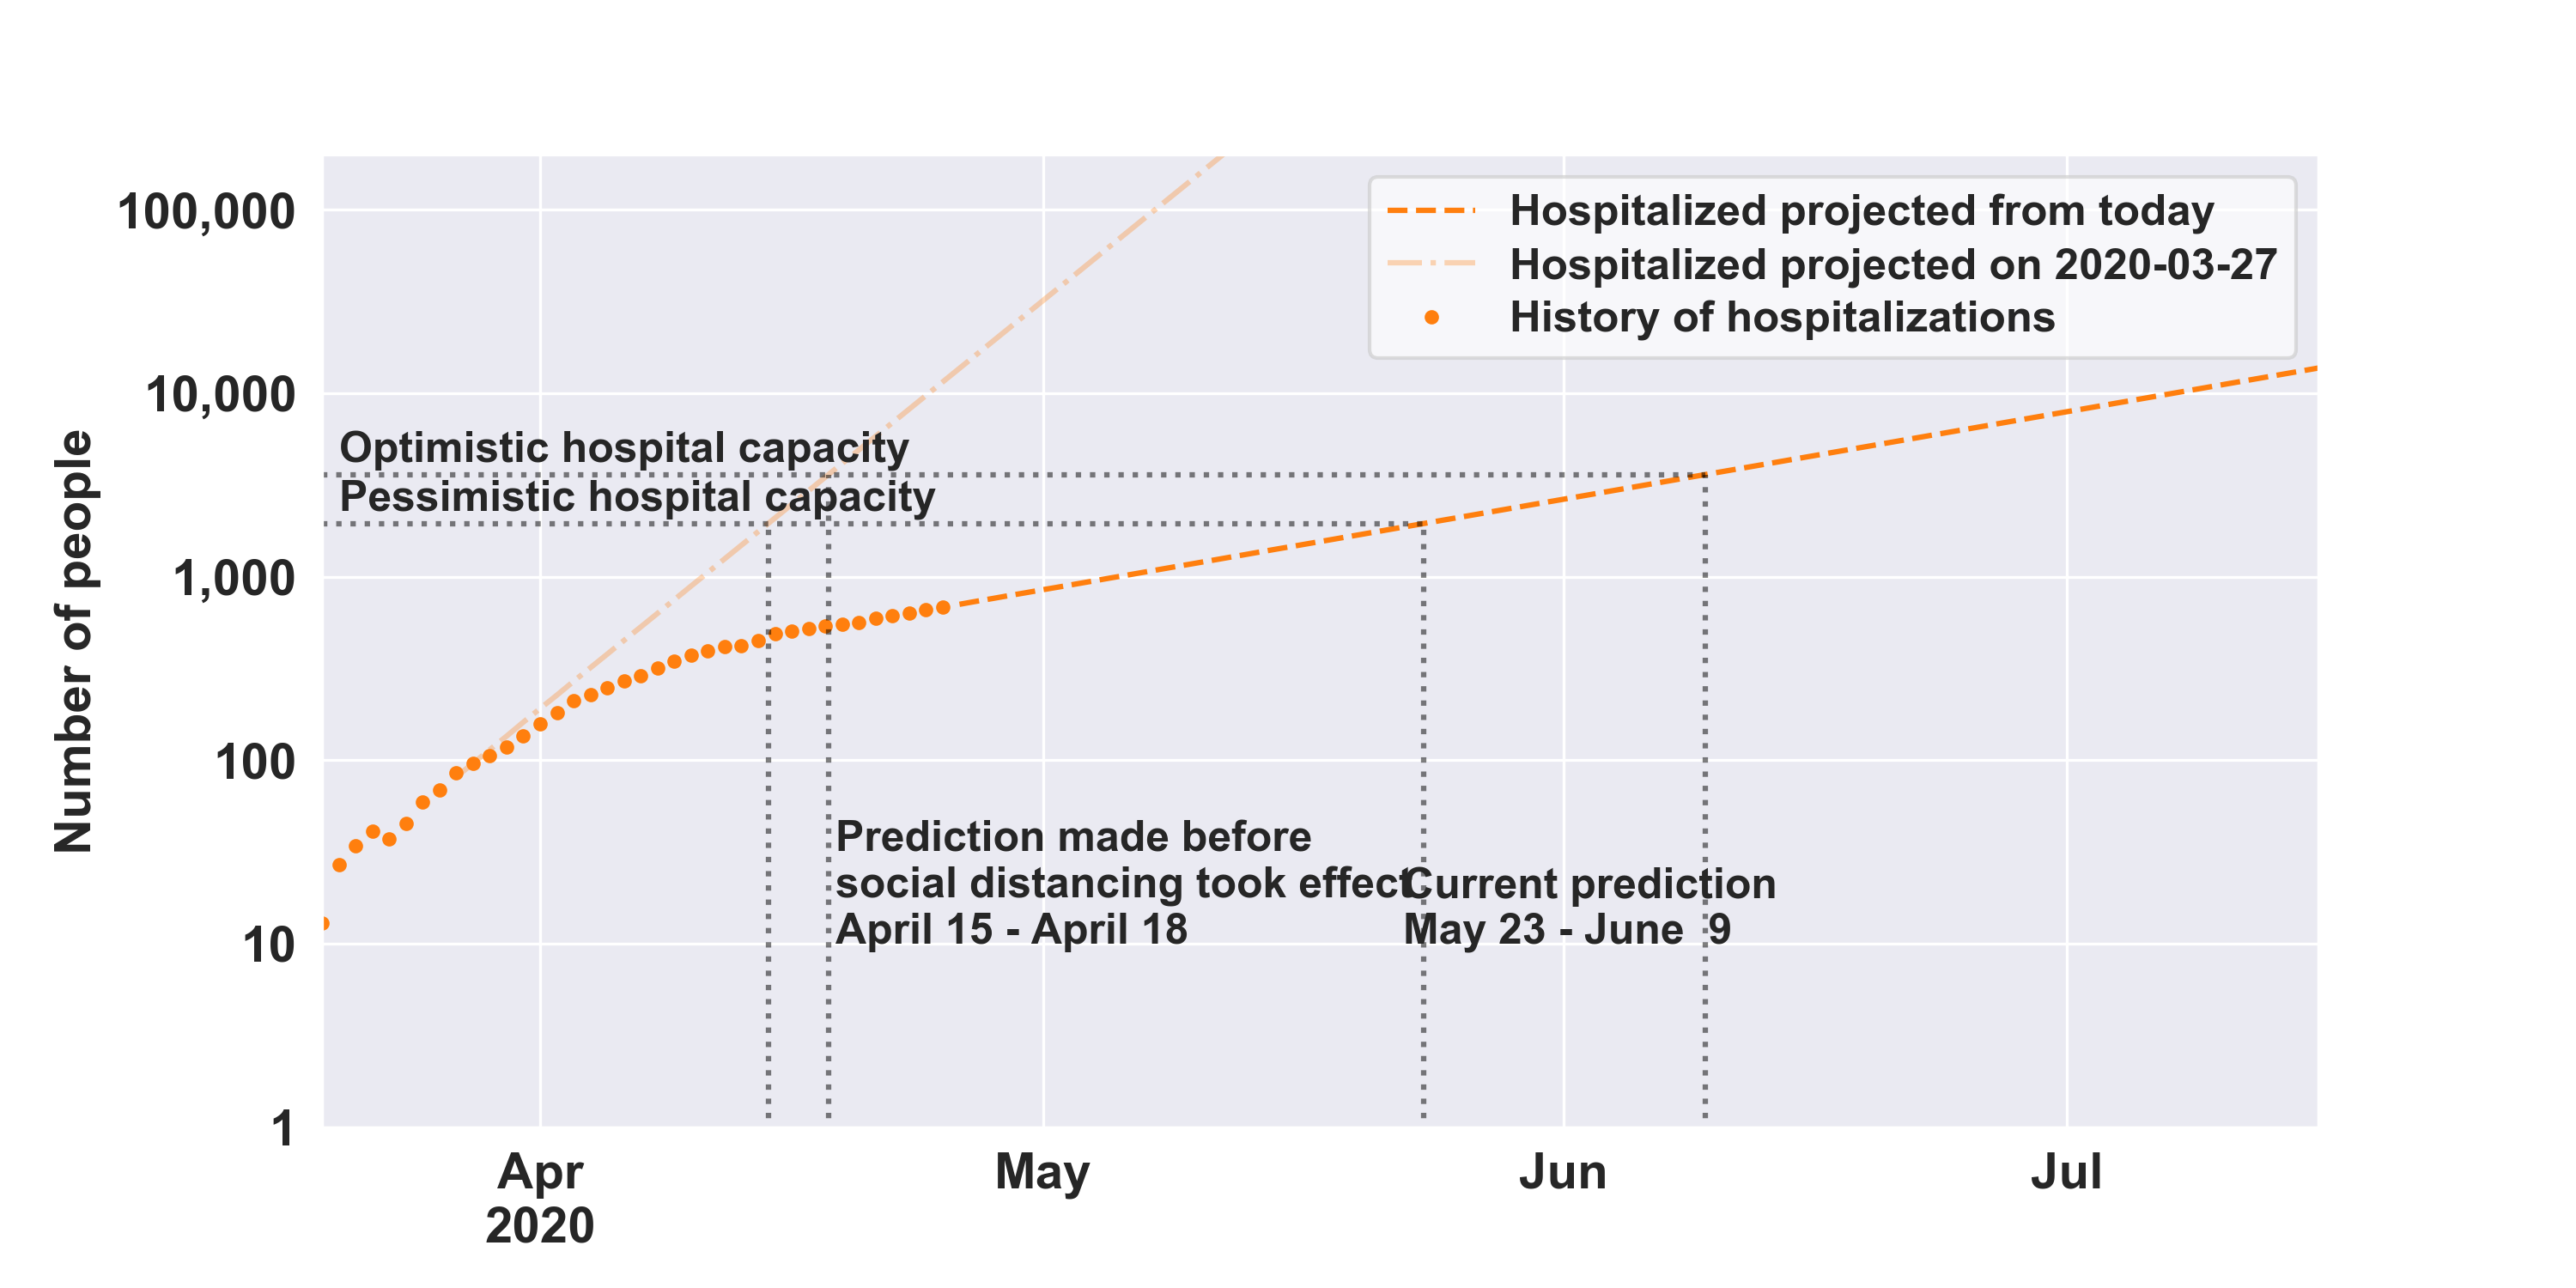 Number of people
100,000
10,000
1,000
100
10
1
Hospitalized projected from today
Hospitalized projected on 2020-03-27
History of hospitalizations
Optimistic hospital capacity
Pessimistic hospital capacity
Prediction made before
social distancing took effect
April 15 - April 18
Current prediction
May 23 - June  9
Apr
2020
May
Jun
Jul